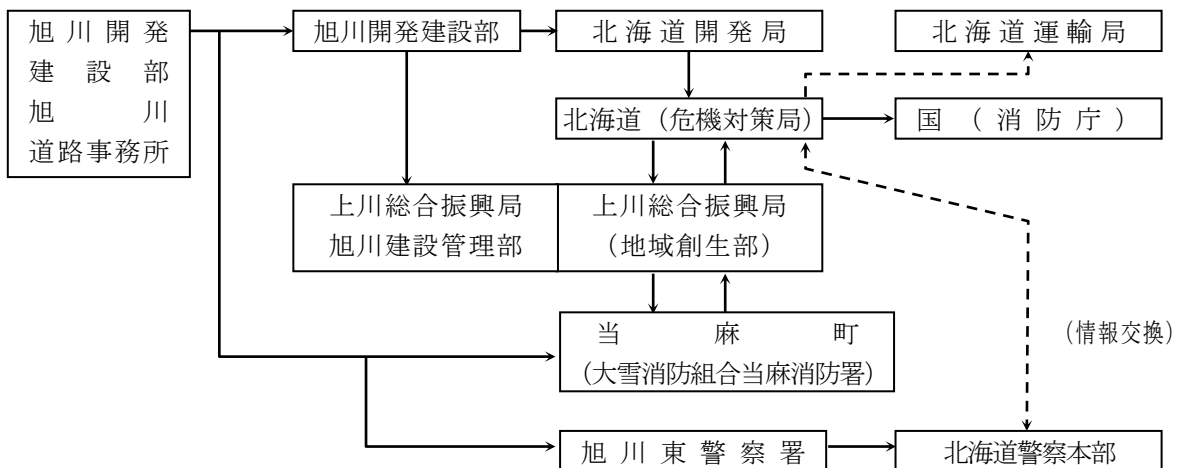 旭川開発
建設部
旭川
道路事務所
旭川開発建設部
北海道開発局
北海道運輸局
北海道（危機対策局）
国（消防庁）
上川総合振興局
旭川建設管理部
上川総合振興局
（地域創生部）
当麻町
（大雪消防組合当麻消防署）
（情報交換）
旭川東警察署
北海道警察本部